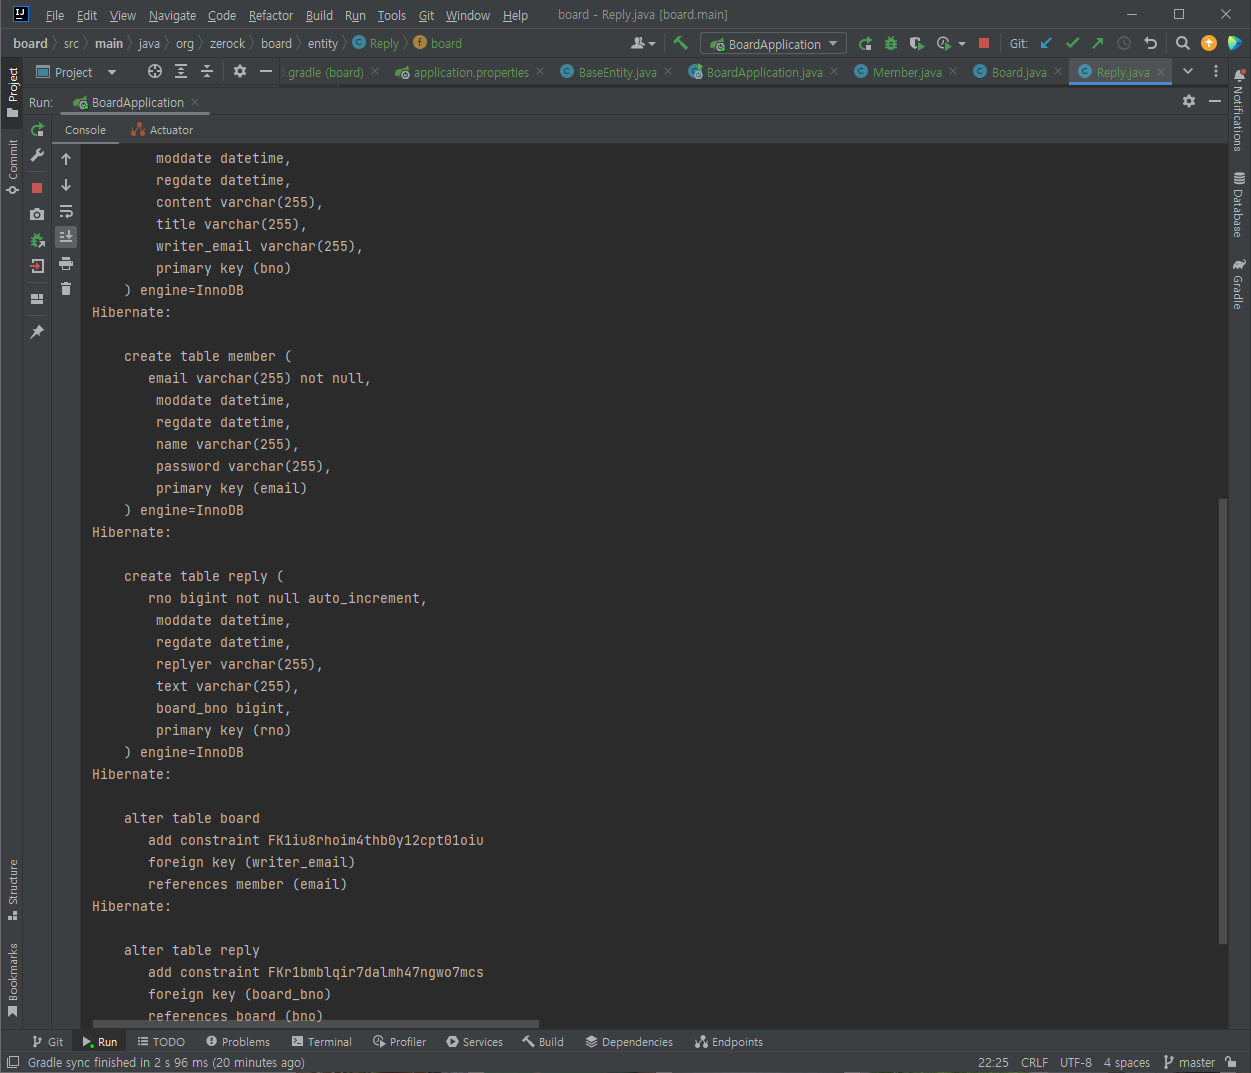 File Edit View Navigate Code Refactor Build Run Tools Git Window Help board - Reply.java [board.main]
board src main java org zerock board entity Reply board BoardApplication Git:
Project .gradle (board) application.properties BaseEntity.java BoardApplication.java Member.java Board.java Reply.java
Run: BoardApplication
Console Actuator
moddate datetime,
regdate datetime,
content varchar(255),
title varchar(255),
writer_email varchar(255),
primary key (bno)
) engine=InnoDB
Hibernate:
create table member (
email varchar(255) not null,
moddate datetime,
regdate datetime,
name varchar(255),
password varchar(255),
primary key (email)
) engine=InnoDB
Hibernate:
create table reply (
rno bigint not null auto_increment,
moddate datetime,
regdate datetime,
replyer varchar(255),
text varchar(255),
board_bno bigint,
primary key (rno)
) engine=InnoDB
Hibernate:
alter table board
add constraint FK1iu8rhoim4thb0y12cpt01oiu
foreign key (writer_email)
references member (email)
Hibernate:
alter table reply
add constraint FKr1bmblqir7dalmh47ngwo7mcs
foreign key (board_bno)
references board (bno)
Project
Commit
Structure
Bookmarks
Notifications
Database
Gradle
Git Run TODO Problems Terminal Profiler Services Build Dependencies Endpoints
Gradle sync finished in 2 s 96 ms (20 minutes ago) 22:25 CRLF UTF-8 4 spaces master